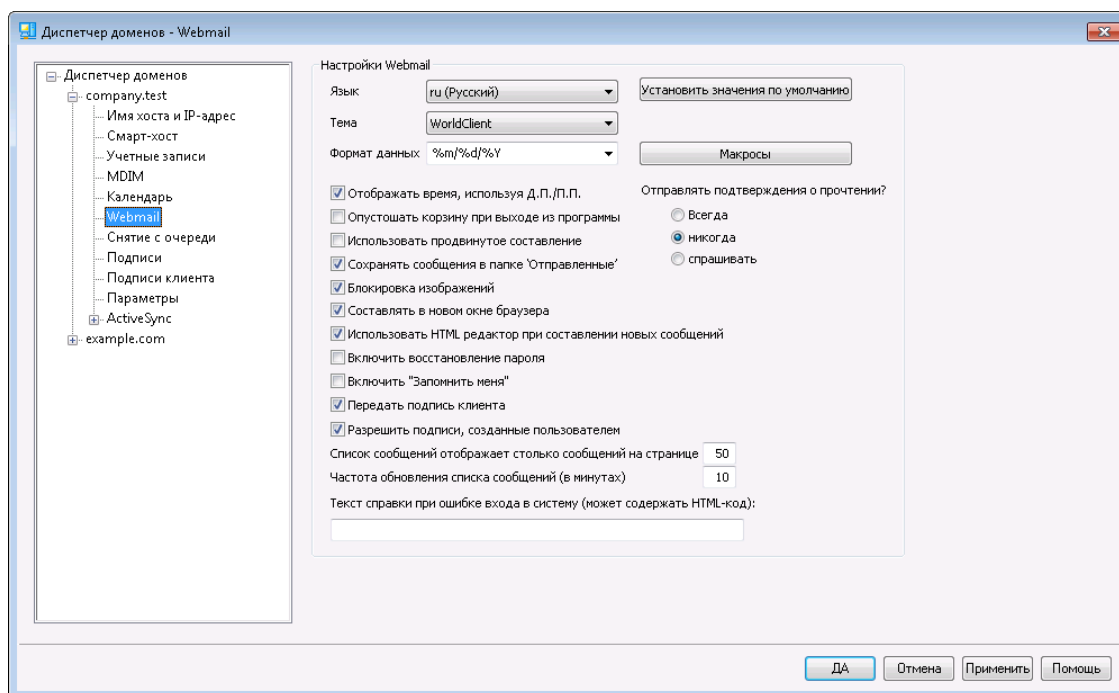 Диспетчер доменов - Webmail
Диспетчер доменов
company.test
Имя хоста и IP-адрес
Смарт-хост
Учетные записи
MDIM
Календарь
Webmail
Снятие с очереди
Подписи
Подписи клиента
Параметры
ActiveSync
example.com
Настройки Webmail
Язык ru (Русский) Установить значения по умолчанию
Тема WorldClient
Формат данных %m/%d/%Y Макросы
Отображать время, используя Д.П./П.П.
Опустошать корзину при выходе из программы
Использовать продвинутое составление
Сохранять сообщения в папке 'Отправленные'
Блокировка изображений
Составлять в новом окне браузера
Использовать HTML редактор при составлении новых сообщений
Включить восстановление пароля
Включить "Запомнить меня"
Передать подпись клиента
Разрешить подписи, созданные пользователем
Отправлять подтверждения о прочтении?
Всегда
никогда
спрашивать
Список сообщений отображает столько сообщений на странице 50
Частота обновления списка сообщений (в минутах) 10
Текст справки при ошибке входа в систему (может содержать HTML-код):
ДА Отмена Применить Помощь